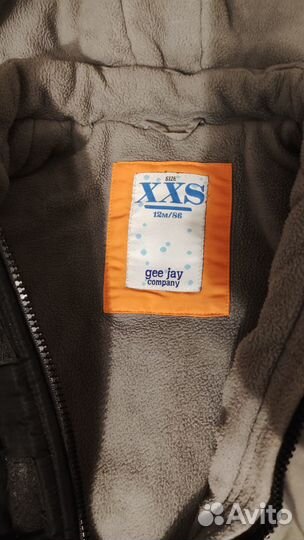 SIZE
XXS
12M/86
gee jay
company
Avito